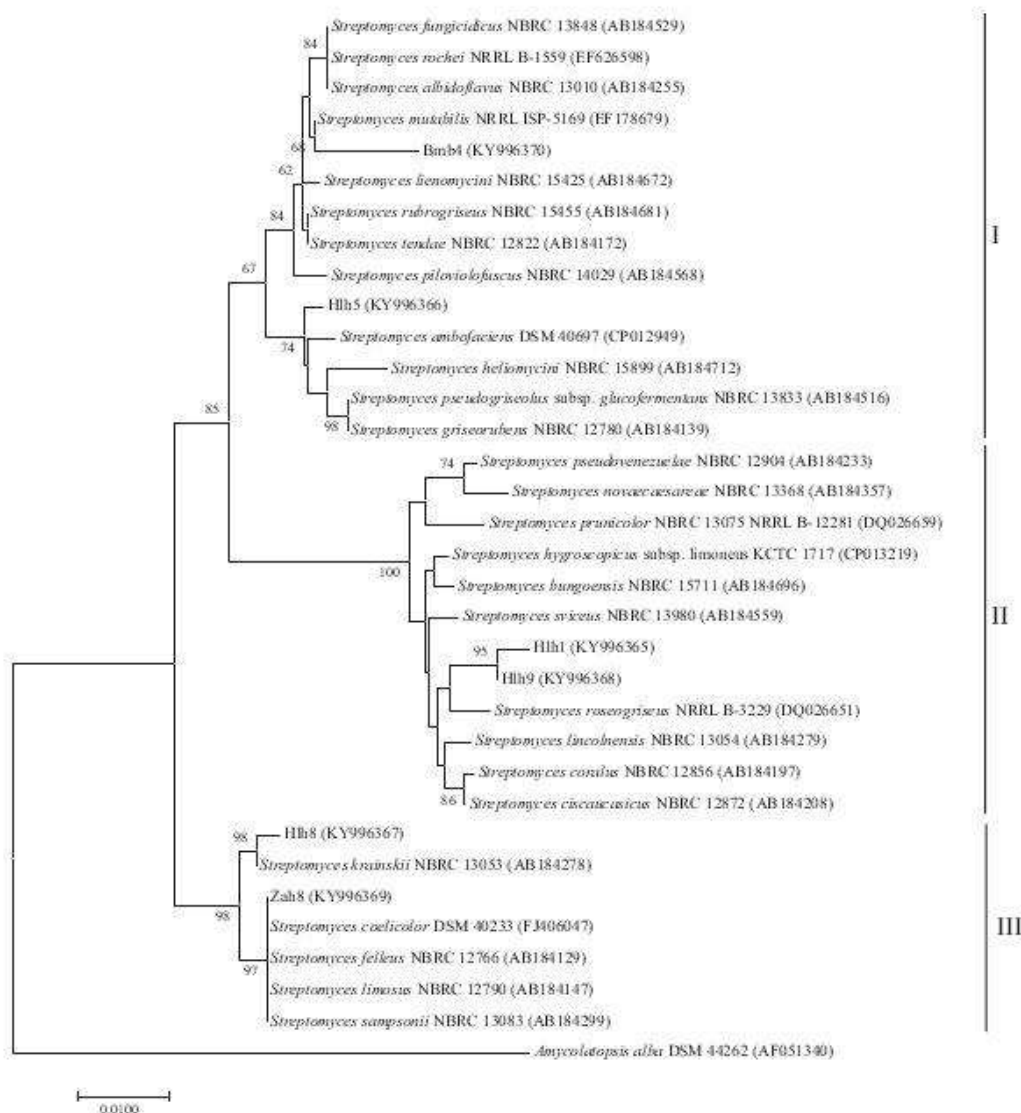 Streptomyces fungicidicus NBRC 13848 (AB184529)
84
Streptomyces rochei NRRL B-1559 (EF626598)
Streptomyces albidoflavus NBRC 13010 (AB184255)
Streptomyces mutabilis NRRL ISP-5169 (EF178679)
68
Bmb4 (KY996370)
62
Streptomyces lienomycini NBRC 15425 (AB184672)
84
Streptomyces rubrogriseus NBRC 15455 (AB184681)
I
Streptomyces tendae NBRC 12822 (AB184172)
67
Streptomyces piloviolofuscus NBRC 14029 (AB184568)
Hlh5 (KY996366)
74
Streptomyces ambofaciens DSM 40697 (CP012949)
Streptomyces heliomycini NBRC 15899 (AB184712)
Streptomyces pseudogriseolus subsp. glucofermentans NBRC 13833 (AB184516)
85
98
Streptomyces griseorubens NBRC 12780 (AB184139)
74
Streptomyces pseudovenezuelae NBRC 12904 (AB184233)
Streptomyces novaecaesareae NBRC 13368 (AB184357)
Streptomyces prunicolor NBRC 13075 NRRL B-12281 (DQ026659)
Streptomyces hygroscopicus subsp. limoneus KCTC 1717 (CP013219)
100
Streptomyces bungoensis NBRC 15711 (AB184696)
Streptomyces sviceus NBRC 13980 (AB184559)
II
95
Hlh1 (KY996365)
Hlh9 (KY996368)
Streptomyces roseogriseus NRRL B-3229 (DQ026651)
Streptomyces lincolnensis NBRC 13054 (AB184279)
Streptomyces coralus NBRC 12856 (AB184197)
86
Streptomyces ciscaucasicus NBRC 12872 (AB184208)
98
Hlh8 (KY996367)
Streptomyces krainskii NBRC 13053 (AB184278)
Zah8 (KY996369)
98
Streptomyces coelicolor DSM 40233 (FJ406047)
III
Streptomyces felleus NBRC 12766 (AB184129)
97
Streptomyces limosus NBRC 12790 (AB184147)
Streptomyces sampsonii NBRC 13083 (AB184299)
Amycolatopsis alba DSM 44262 (AF051340)
0.0100